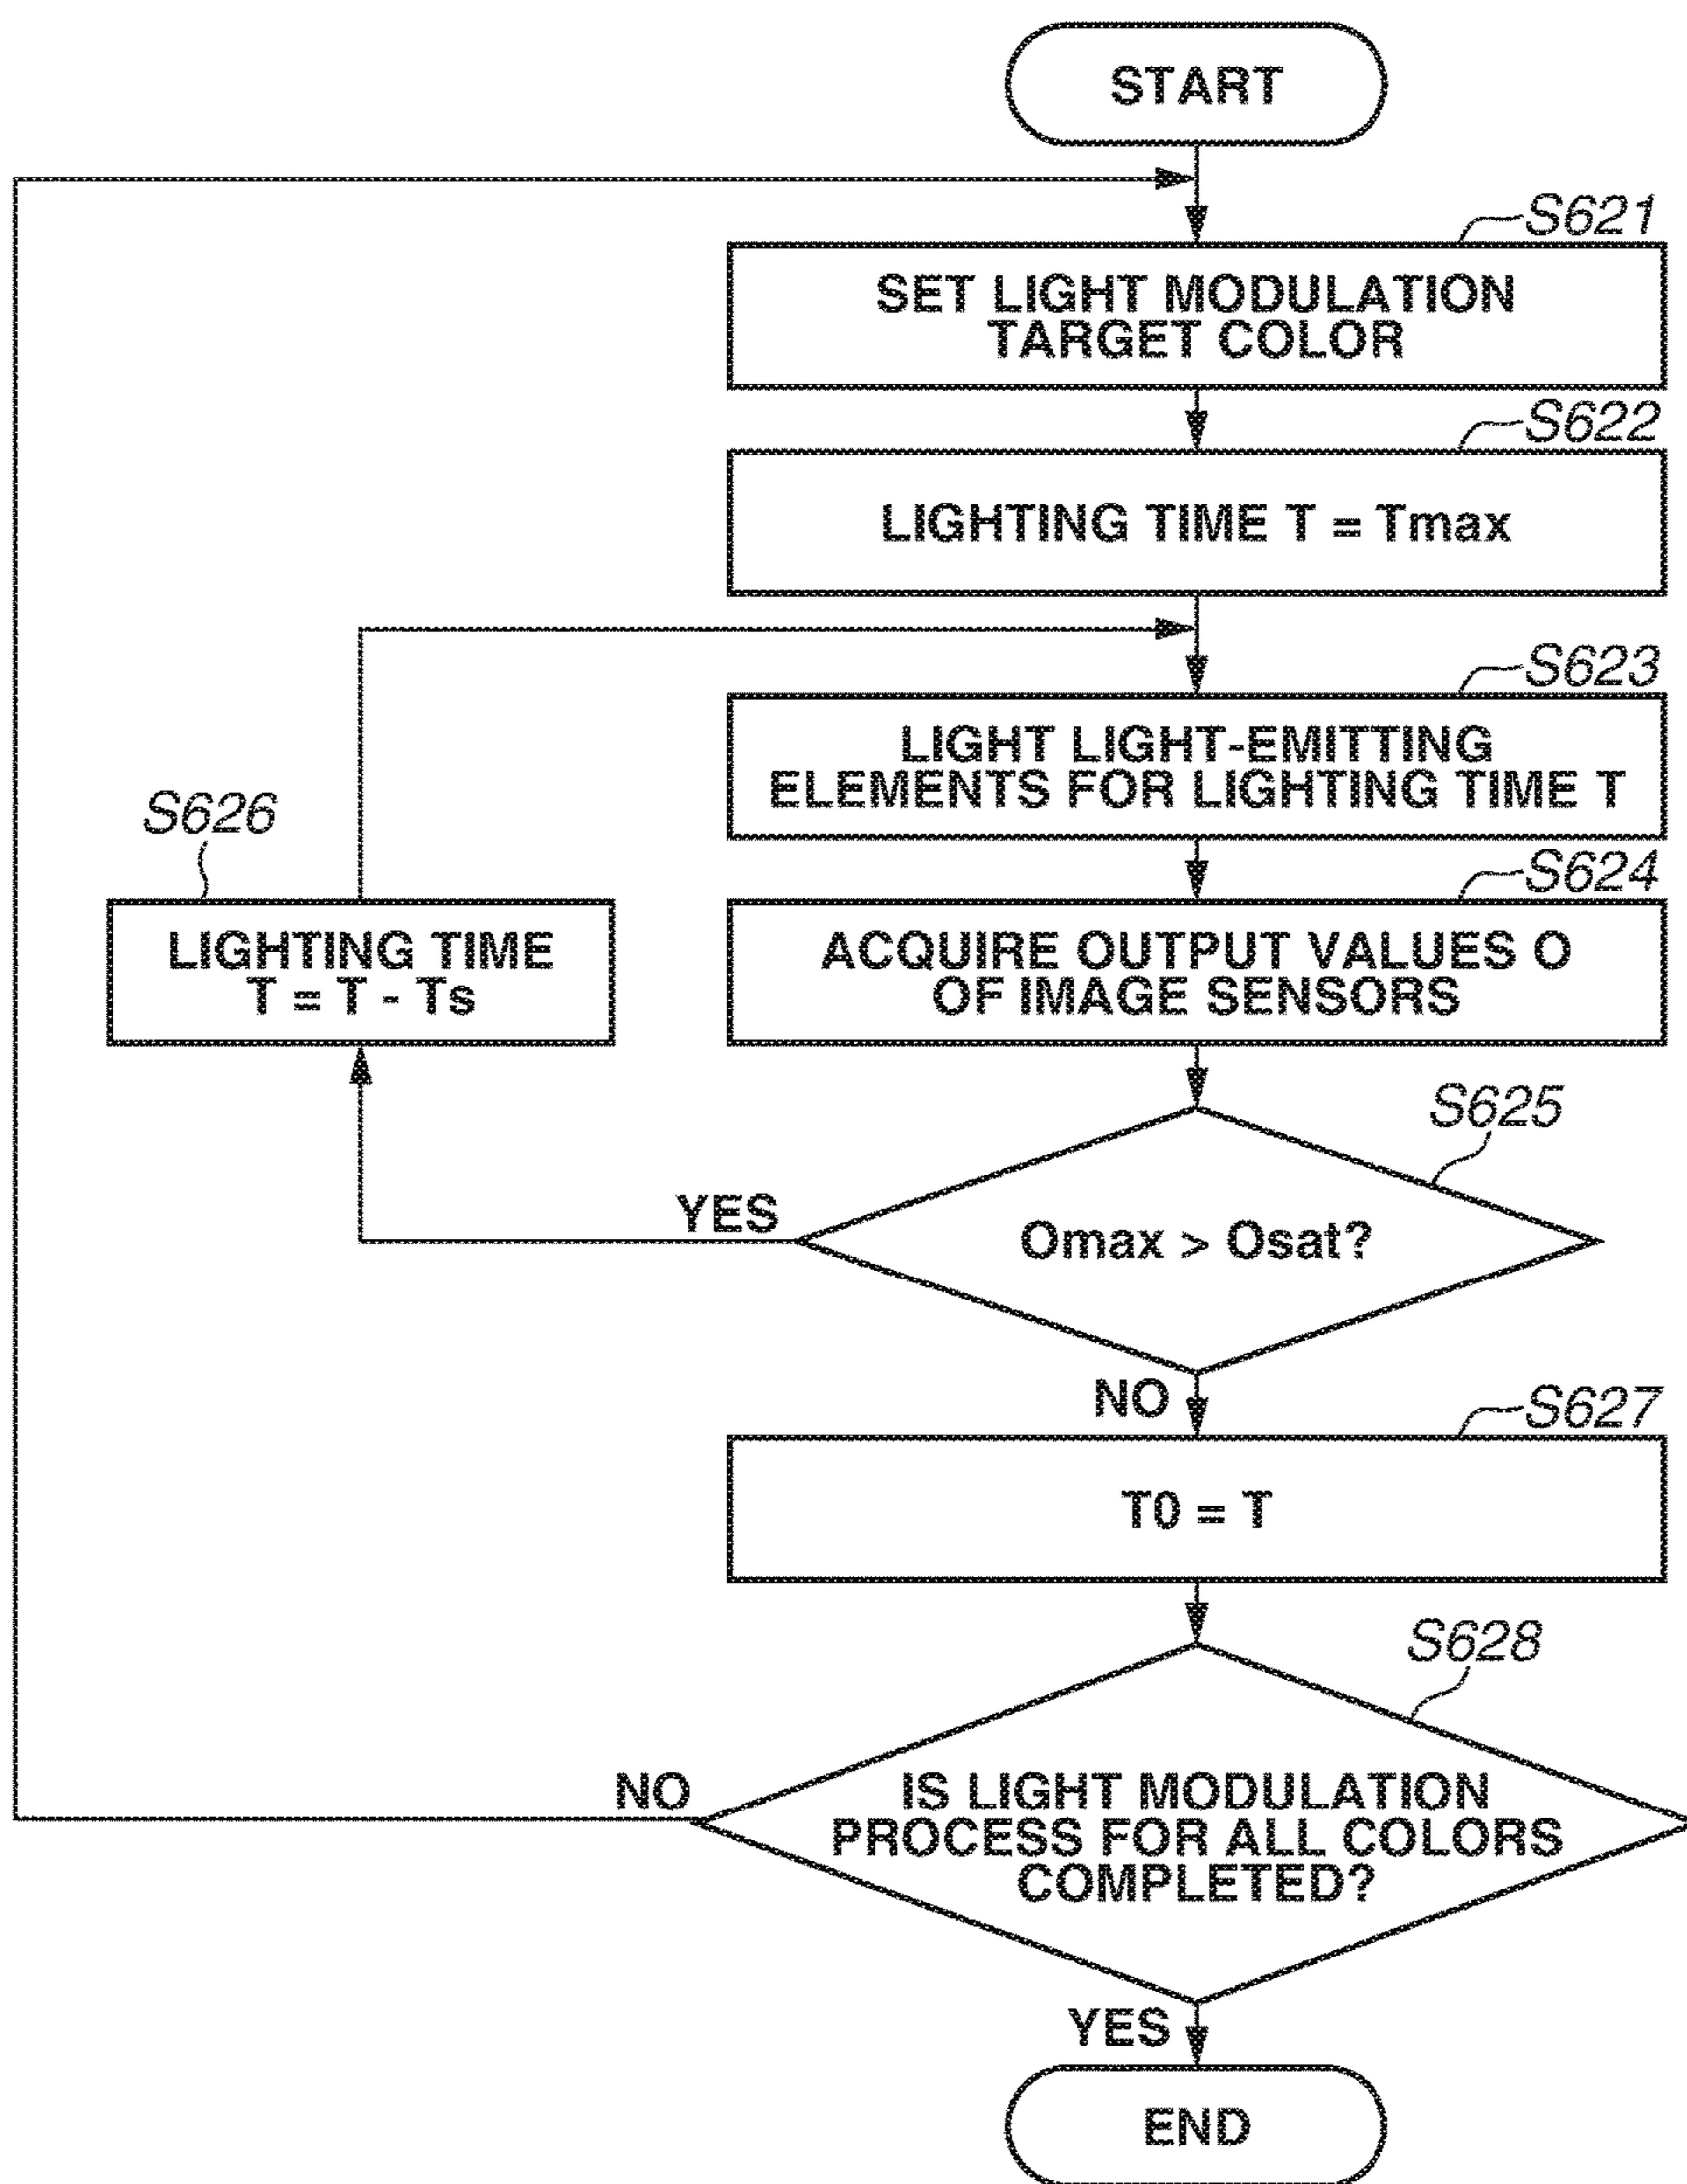 START
S621
SET LIGHT MODULATION
TARGET COLOR
S622
LIGHTING TIME T = Tmax
S623
LIGHT LIGHT-EMITTING
ELEMENTS FOR LIGHTING TIME T
S626
LIGHTING TIME
T = T - Ts
S624
ACQUIRE OUTPUT VALUES O
OF IMAGE SENSORS
S625
YES
Omax > Osat?
NO
S627
T0 = T
S628
NO
IS LIGHT MODULATION
PROCESS FOR ALL COLORS
COMPLETED?
YES
END